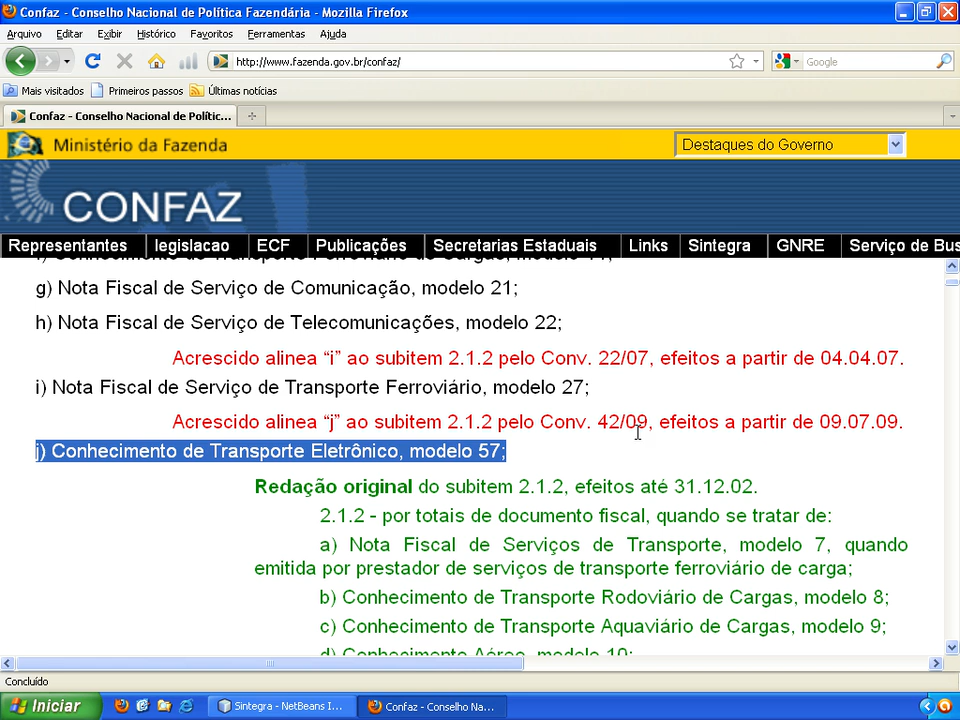 Confaz - Conselho Nacional de Política Fazendária - Mozilla Firefox
Arquivo Editar Exibir Histórico Favoritos Ferramentas Ajuda
http://www.fazenda.gov.br/confaz/
Google
Mais visitados Primeiros passos Últimas notícias
Confaz - Conselho Nacional de Polític...
Ministério da Fazenda
Destaques do Governo
CONFAZ
Representantes legislacao ECF Publicações Secretarias Estaduais Links Sintegra GNRE Serviço de Bus
g) Nota Fiscal de Serviço de Comunicação, modelo 21;
h) Nota Fiscal de Serviço de Telecomunicações, modelo 22;
Acrescido alinea “i” ao subitem 2.1.2 pelo Conv. 22/07, efeitos a partir de 04.04.07.
i) Nota Fiscal de Serviço de Transporte Ferroviário, modelo 27;
Acrescido alinea “j” ao subitem 2.1.2 pelo Conv. 42/09, efeitos a partir de 09.07.09.
j) Conhecimento de Transporte Eletrônico, modelo 57;
Redação original do subitem 2.1.2, efeitos até 31.12.02.
2.1.2 - por totais de documento fiscal, quando se tratar de:
a) Nota Fiscal de Serviços de Transporte, modelo 7, quando
emitida por prestador de serviços de transporte ferroviário de carga;
b) Conhecimento de Transporte Rodoviário de Cargas, modelo 8;
c) Conhecimento de Transporte Aquaviário de Cargas, modelo 9;
d) Conhecimento Aéreo, modelo 10;
Concluído
Iniciar
Sintegra - NetBeans I...
Confaz - Conselho Na...